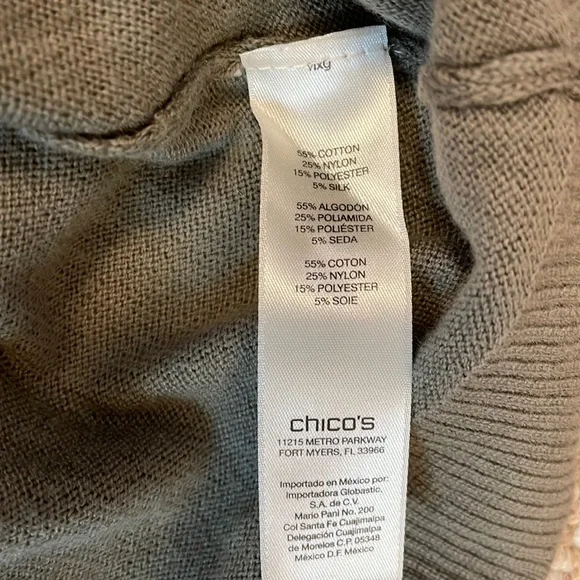 55% COTTON
25% NYLON
15% POLYESTER
5% SILK
55% ALGODÓN
25% POLIAMIDA
15% POLIÉSTER
5% SEDA
55% COTON
25% NYLON
15% POLYESTER
5% SOIE
chico's
11215 METRO PARKWAY
FORT MYERS, FL 33966
Importado en México por:
Importadora Globastic,
S.A. de C.V.
Mario Pani No. 200
Col Santa Fe Cuajimalpa
Delegación Cuajimalpa
de Morelos C.P. 05348
México D.F. México